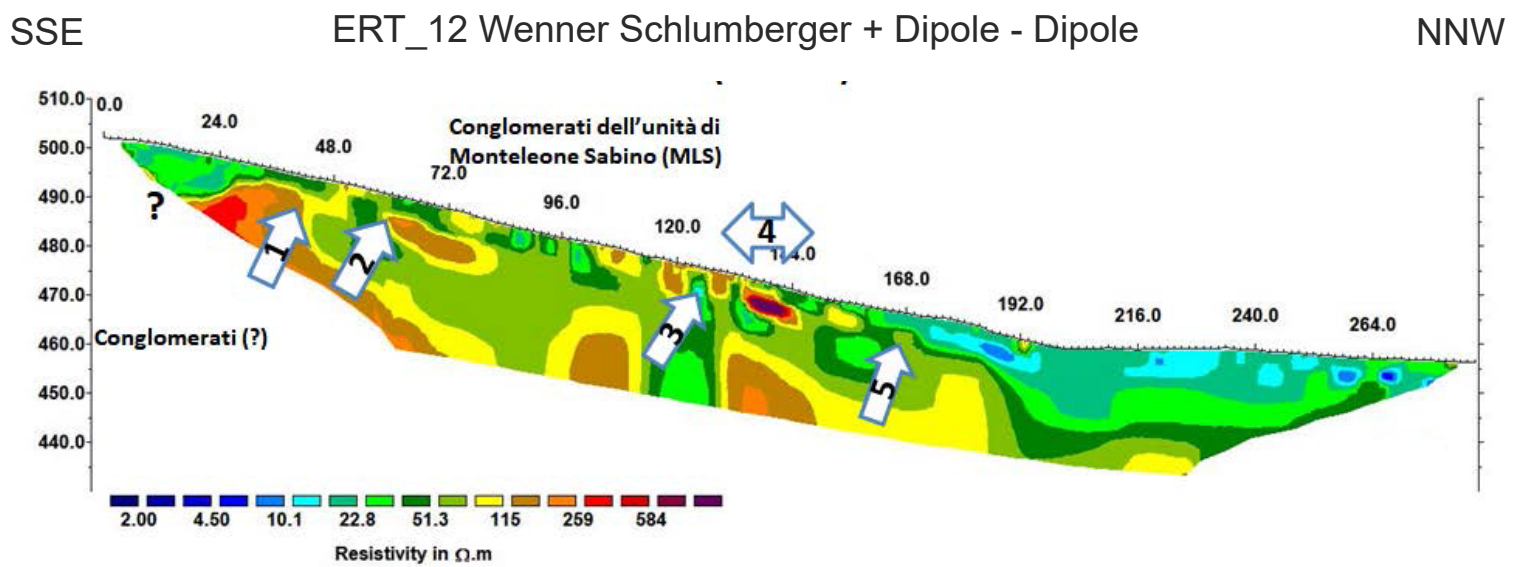 SSE ERT_12 Wenner Schlumberger + Dipole - Dipole NNW
510.0 0.0
24.0
Conglomerati dell'unità di
500.0 48.0
Monteleone Sabino (MLS)
72.0
490.0
? 96.0
120.0
480.0 1 2 4
168.0
470.0 192.0
216.0 240.0 264.0
3
460.0 Conglomerati (?)
5
450.0
440.0
2.00 4.50 10.1 22.8 51.3 115 259 584
Resistivity in Ω.m